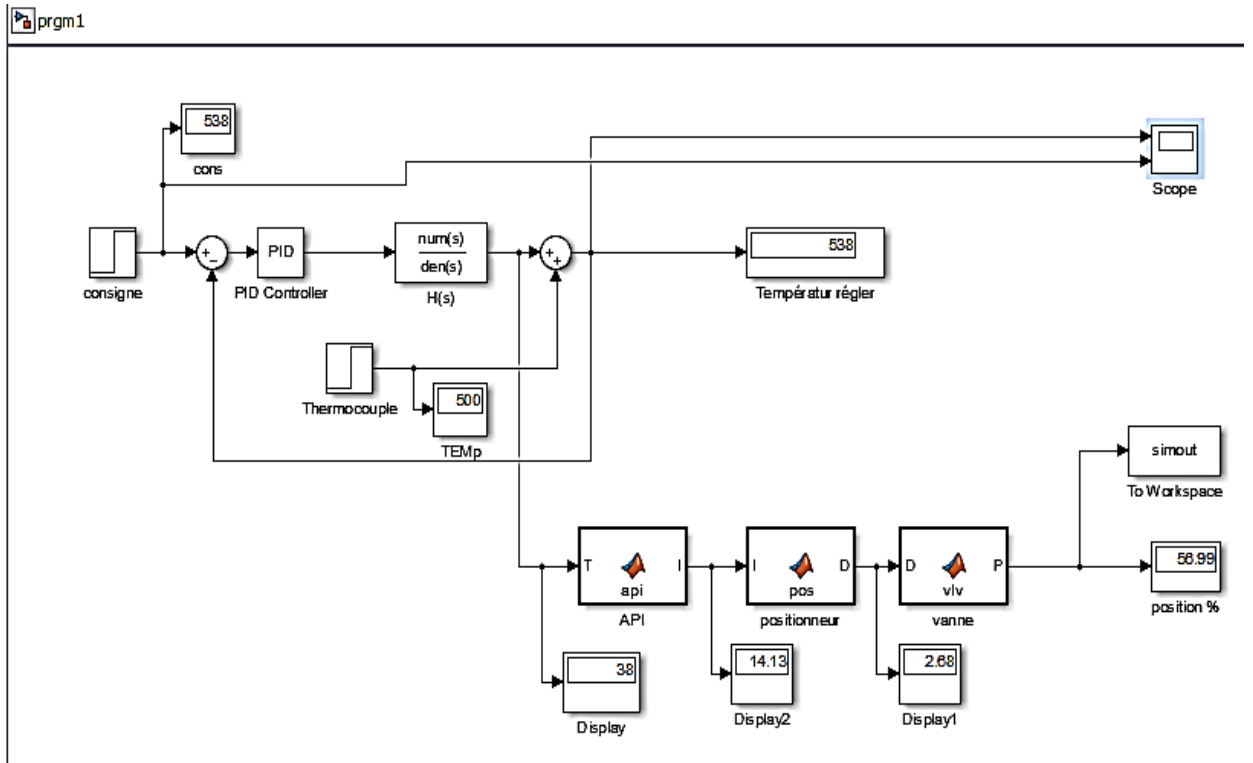 prgm1
538
cons
consigne
+
−
PID
PID Controller
num(s)
den(s)
H(s)
+
+
538
Températur régler
Scope
Thermocouple
500
TEMp
simout
To Workspace
T api I
API
I pos D
positionneur
D vlv P
vanne
56.99
position %
38
Display
14.13
Display2
2.68
Display1